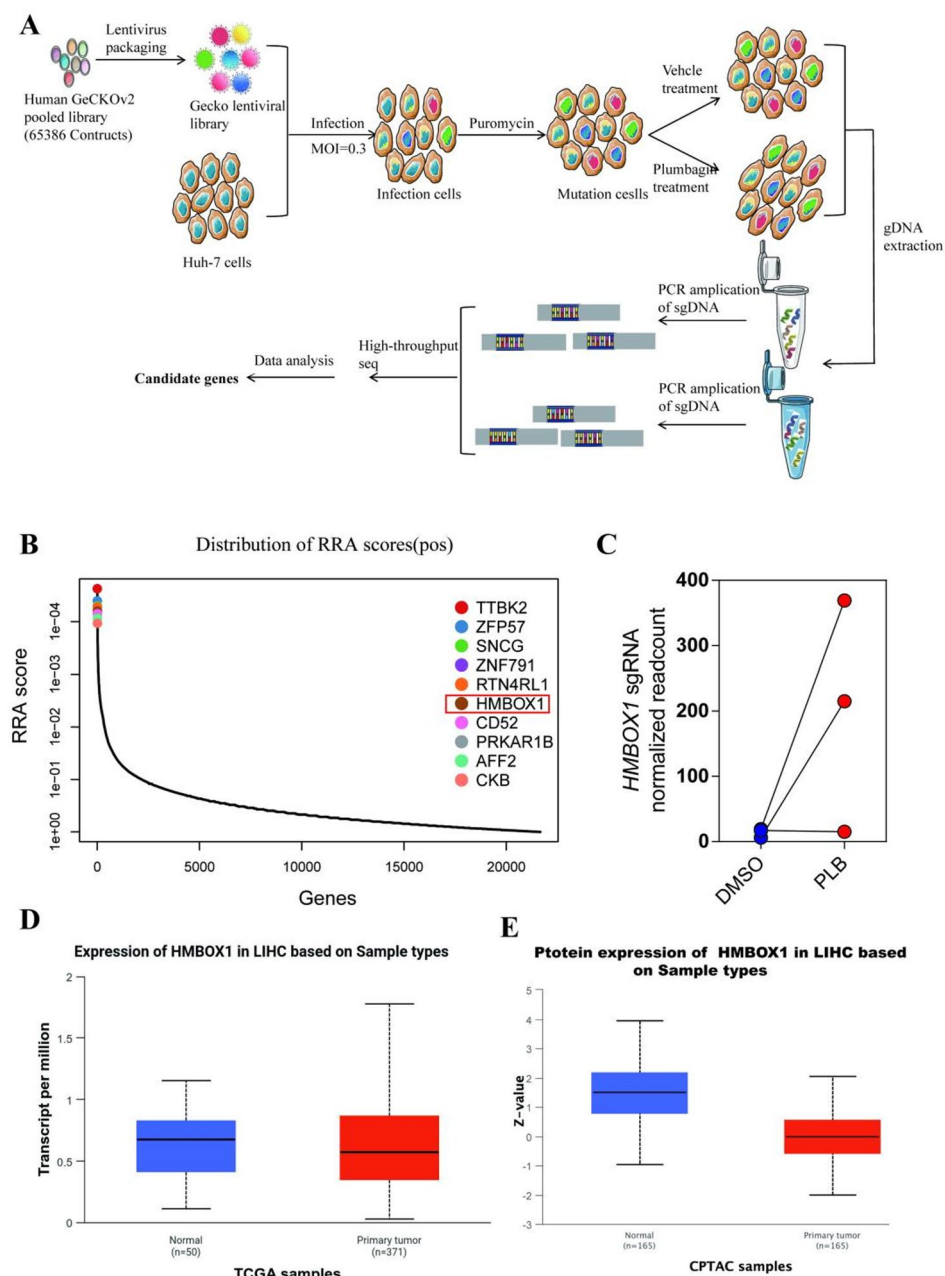 A
Lentivirus
packaging
Human GeCKOv2
pooled library
(65386 Contructs)
Gecko lentiviral
library
Huh-7 cells
Infection
MOI=0.3
Infection cells
Puromycin
Mutation ceslls
Vehcle
treatment
Plumbagin
treatment
gDNA
extraction
PCR amplication
of sgDNA
PCR amplication
of sgDNA
High-throughput
seq
Data analysis
Candidate genes
B
Distribution of RRA scores(pos)
RRA score
1e-04
1e-03
1e-02
1e-01
1e+00
0
5000
10000
15000
20000
Genes
TTBK2
ZFP57
SNCG
ZNF791
RTN4RL1
HMBOX1
CD52
PRKAR1B
AFF2
CKB
C
HMBOX1 sgRNA
normalized readcount
400
300
200
100
0
DMSO
PLB
D
Expression of HMBOX1 in LIHC based on Sample types
Transcript per million
2
1.5
1
0.5
0
Normal
(n=50)
Primary tumor
(n=371)
TCGA samples
E
Ptotein expression of HMBOX1 in LIHC based
on Sample types
Z-value
5
4
3
2
1
0
-1
-2
-3
Normal
(n=165)
Primary tumor
(n=165)
CPTAC samples